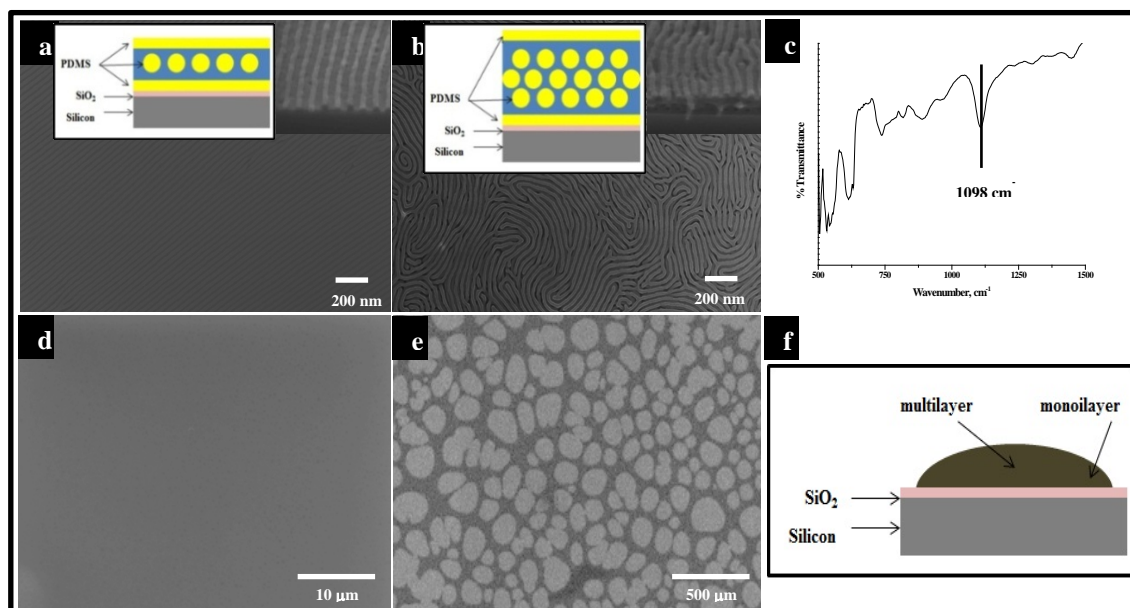 a
PDMS
SiO2
Silicon
200 nm
b
PDMS
SiO2
Silicon
200 nm
c
% Transmittance
1098 cm-
500 750 1000 1250 1500
Wavenumber, cm-1
d
10 μm
e
500 μm
f
multilayer monoilayer
SiO2
Silicon